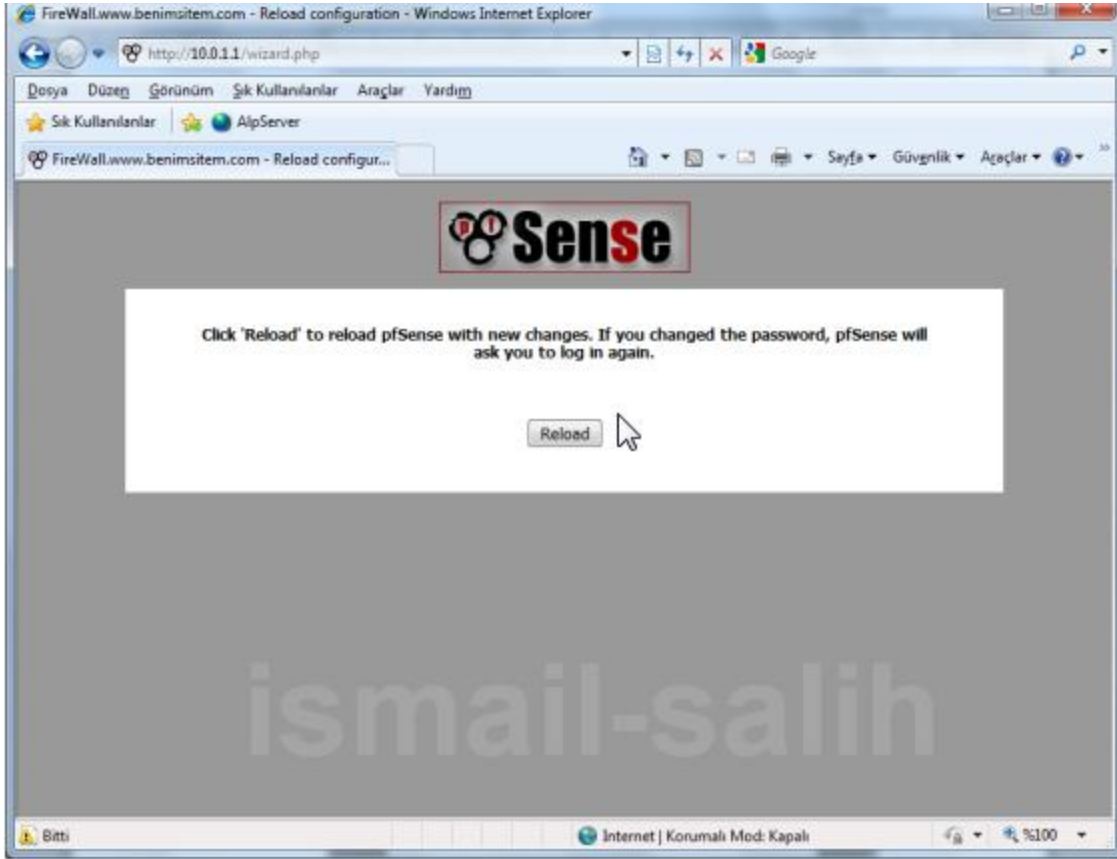 FireWall.www.benimsitem.com - Reload configuration - Windows Internet Explorer
http://10.0.1.1/wizard.php
Google
Dosya Düzen Görünüm Sık Kullanılanlar Araçlar Yardım
Sık Kullanılanlar AlpServer
FireWall.www.benimsitem.com - Reload configur...
Sayfa Güvenlik Araçlar
pf Sense
Click 'Reload' to reload pfSense with new changes. If you changed the password, pfSense will
ask you to log in again.
Reload
ismail-salih
Bitti
Internet | Korumalı Mod: Kapalı
%100